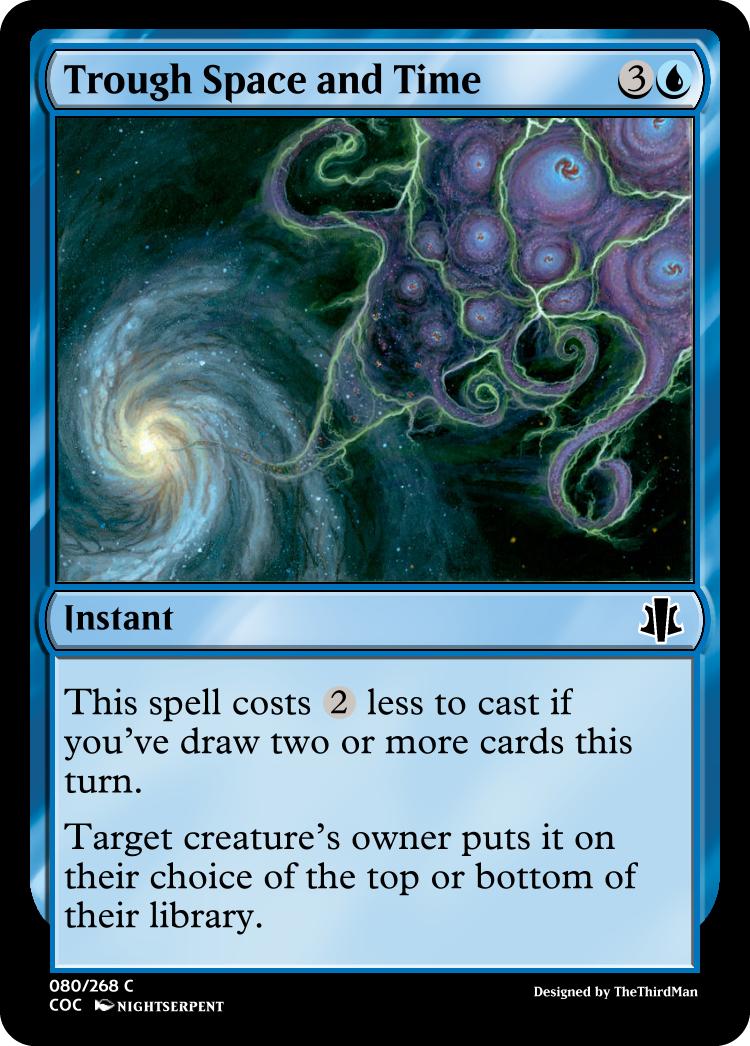 Trough Space and Time 3
Instant
This spell costs 2 less to cast if
you've draw two or more cards this
turn.
Target creature's owner puts it on
their choice of the top or bottom of
their library.
080/268 C
COC NIGHTSERPENT
Designed by TheThirdMan